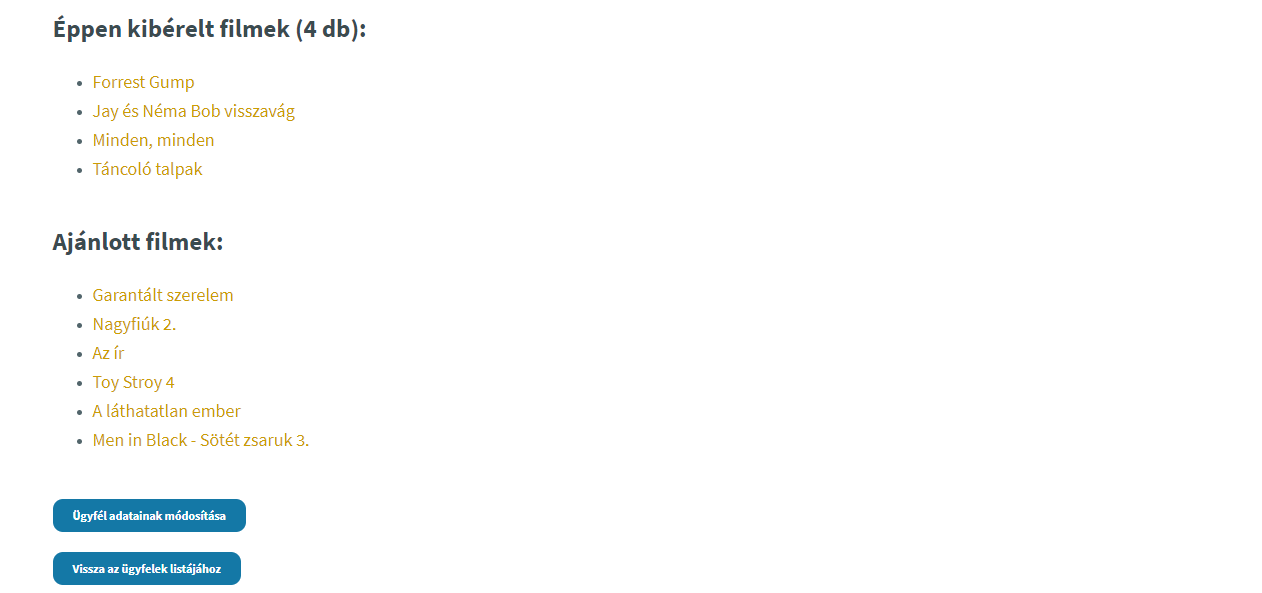 Éppen kibérelt filmek (4 db):
Forrest Gump
Jay és Néma Bob visszavág
Minden, minden
Táncoló talpak
Ajánlott filmek:
Garantált szerelem
Nagyfiúk 2.
Az ír
Toy Stroy 4
A láthatatlan ember
Men in Black - Sötét zsaruk 3.
Ügyfél adatainak módosítása
Vissza az ügyfelek listájához